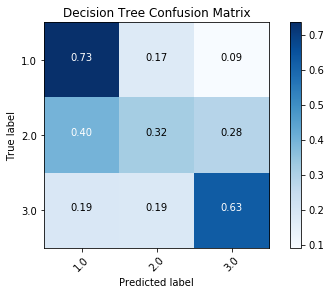 Decision Tree Confusion Matrix
True label
1.0 0.73 0.17 0.09
2.0 0.40 0.32 0.28
3.0 0.19 0.19 0.63
1.0 2.0 3.0
Predicted label
0.7
0.6
0.5
0.4
0.3
0.2
0.1